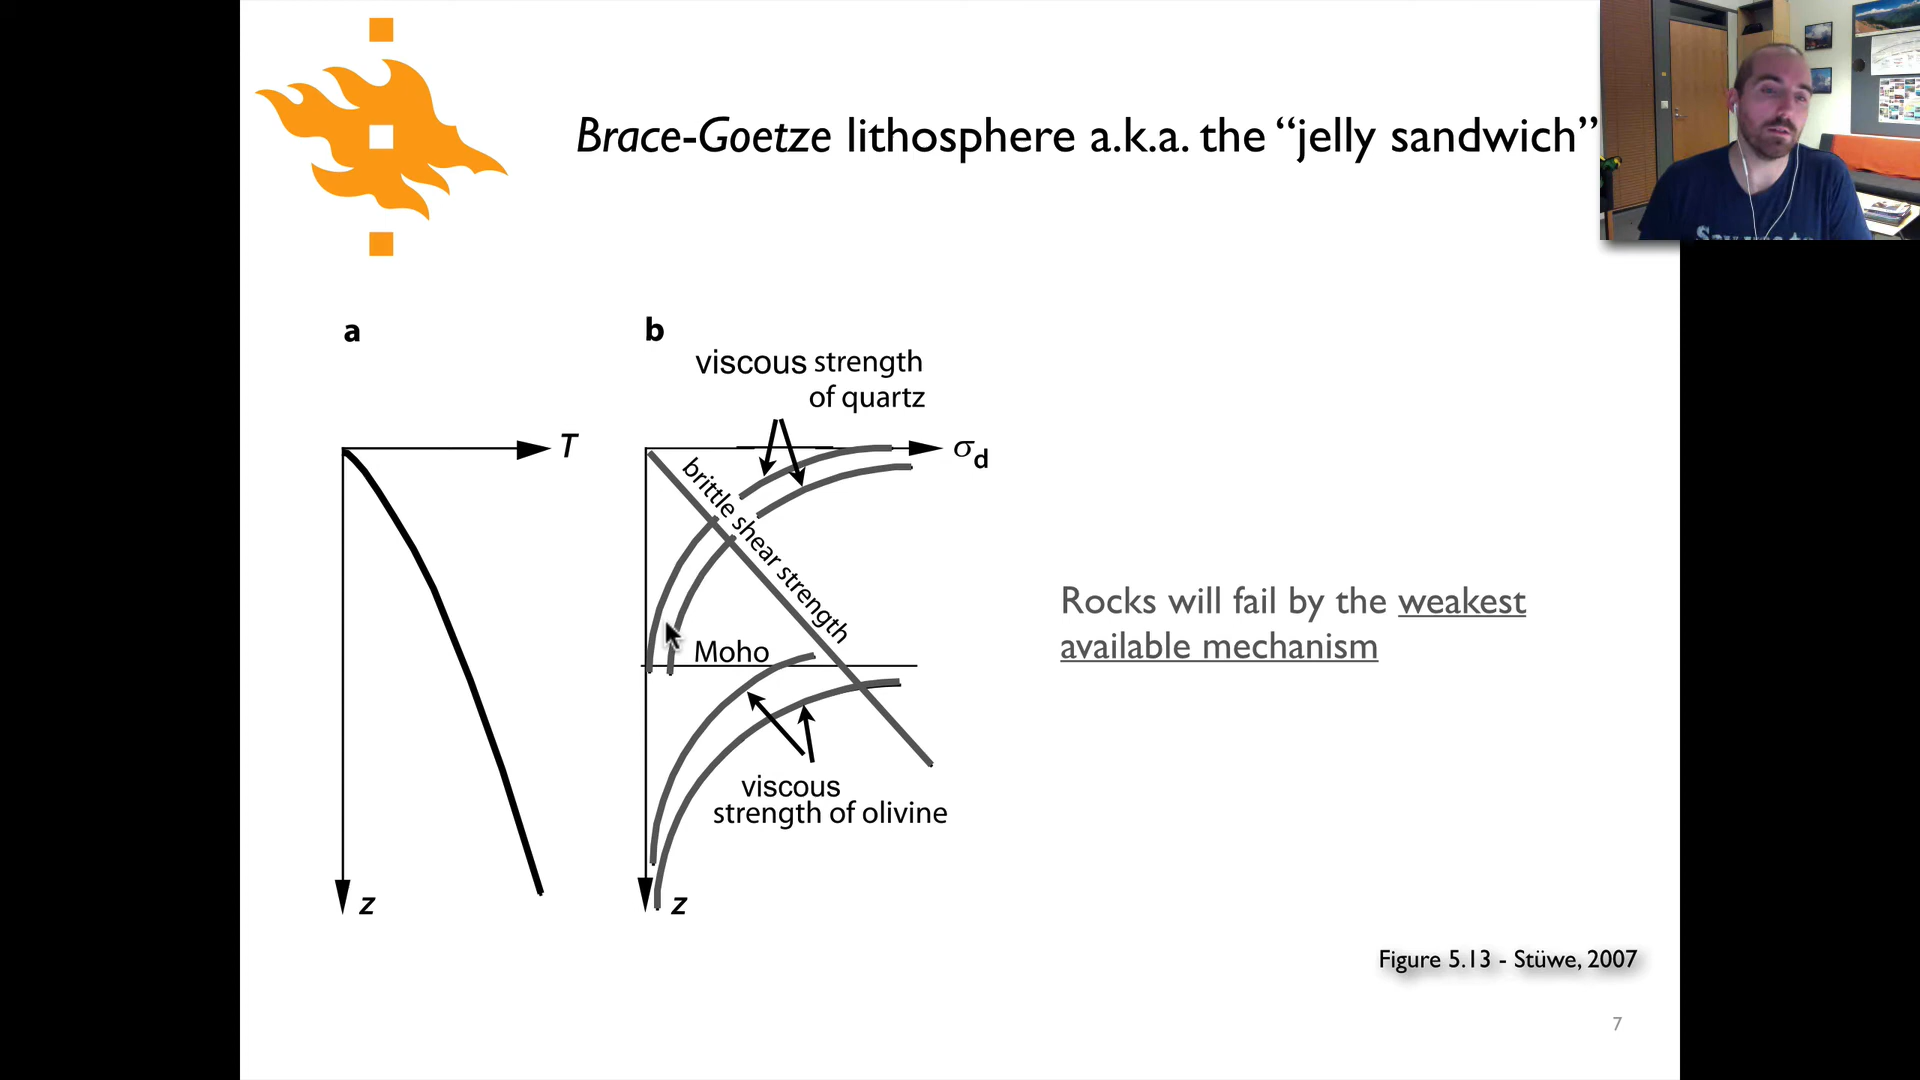 Brace-Goetze lithosphere a.k.a. the “jelly sandwich”
a
b
viscous strength
of quartz
T
σd
brittle shear strength
Moho
Rocks will fail by the weakest
available mechanism
viscous
strength of olivine
z
z
Figure 5.13 - Stüwe, 2007
7